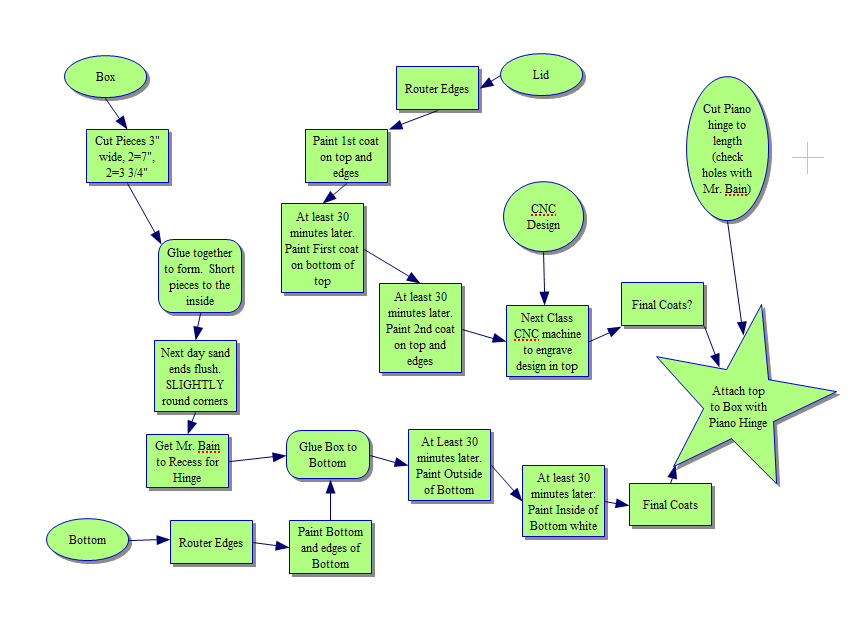 Box
Cut Pieces 3"
wide, 2=7",
2=3 3/4"
Glue together
to form. Short
pieces to the
inside
Next day sand
ends flush.
SLIGHTLY
round corners
Get Mr. Bain
to Recess for
Hinge
Bottom
Router Edges
Paint Bottom
and edges of
Bottom
Glue Box to
Bottom
At Least 30
minutes later.
Paint Outside
of Bottom
At least 30
minutes later:
Paint Inside of
Bottom white
Final Coats
Lid
Router Edges
Paint 1st coat
on top and
edges
At least 30
minutes later.
Paint First coat
on bottom of
top
At least 30
minutes later.
Paint 2nd coat
on top and
edges
CNC
Design
Next Class
CNC machine
to engrave
design in top
Final Coats?
Cut Piano
hinge to
length
(check
holes with
Mr. Bain)
Attach top
to Box with
Piano Hinge